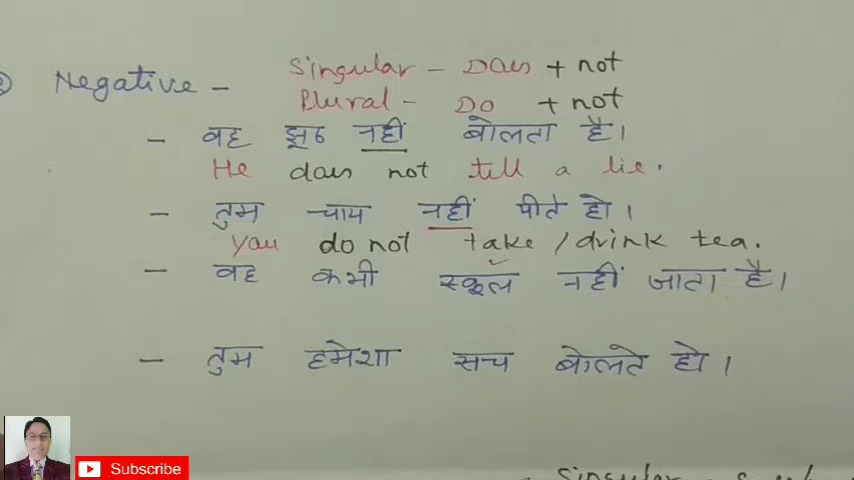 Negative - Singular - Does + not
Plural - Do + not
- वह झूठ नहीं बोलता है।
He does not tell a lie.
- तुम चाय नहीं पीते हो।
you do not take / drink tea.
- वह कभी स्कूल नहीं जाता है।
- तुम हमेशा सच बोलते हो।
Subscribe
Singular -